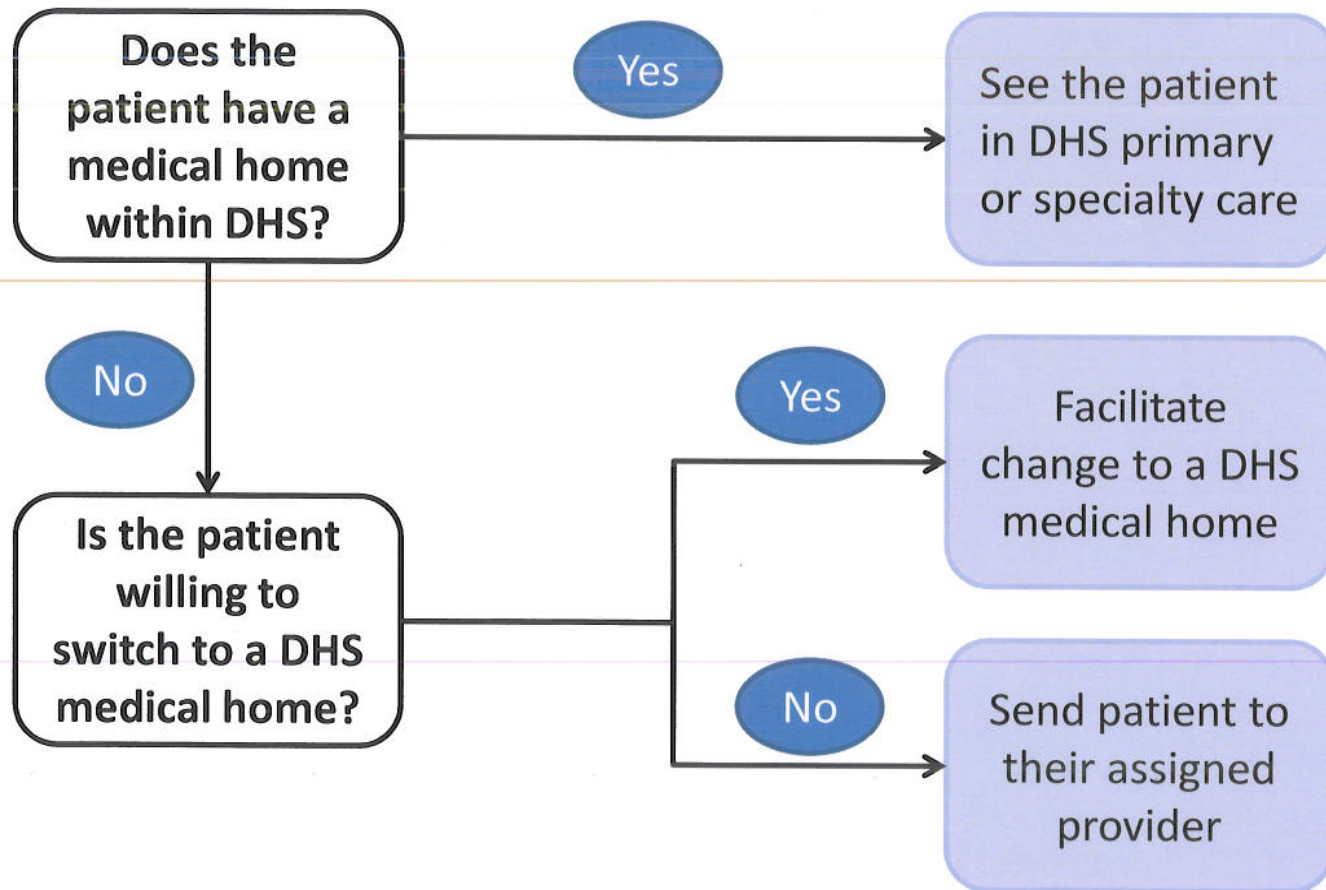 Does the
patient have a
medical home
within DHS?
Yes
See the patient
in DHS primary
or specialty care
No
Is the patient
willing to
switch to a DHS
medical home?
Yes
Facilitate
change to a DHS
medical home
No
Send patient to
their assigned
provider